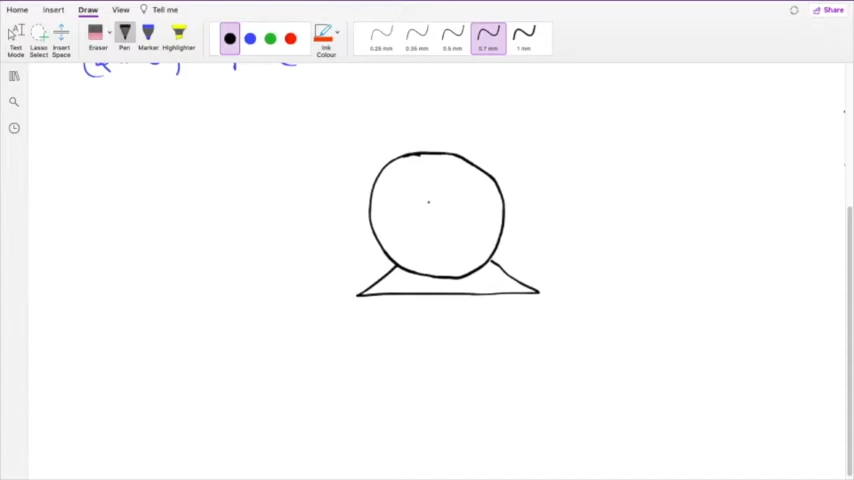 Home Insert Draw View Tell me Share
Text Mode Lasso Select Insert Space Eraser Pen Marker Highlighter Ink Colour 0.25 mm 0.35 mm 0.5 mm 0.7 mm 1 mm